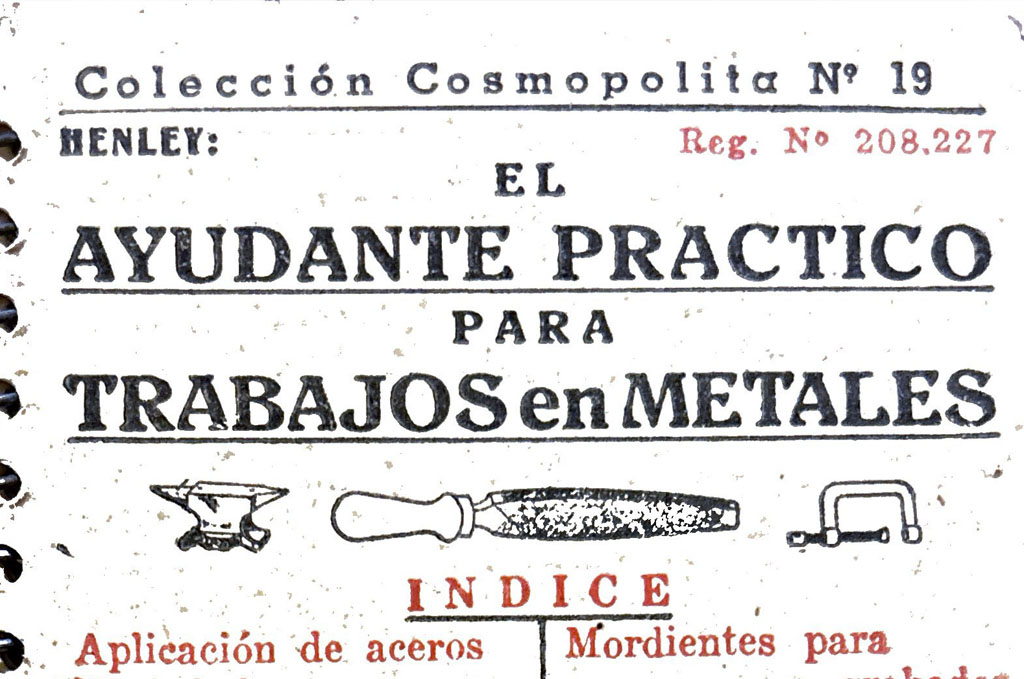 Colección Cosmopolita Nº 19
HENLEY:
Reg. Nº 208.227
EL
AYUDANTE PRACTICO
PARA
TRABAJOS en METALES
INDICE
Aplicación de aceros
Mordientes para